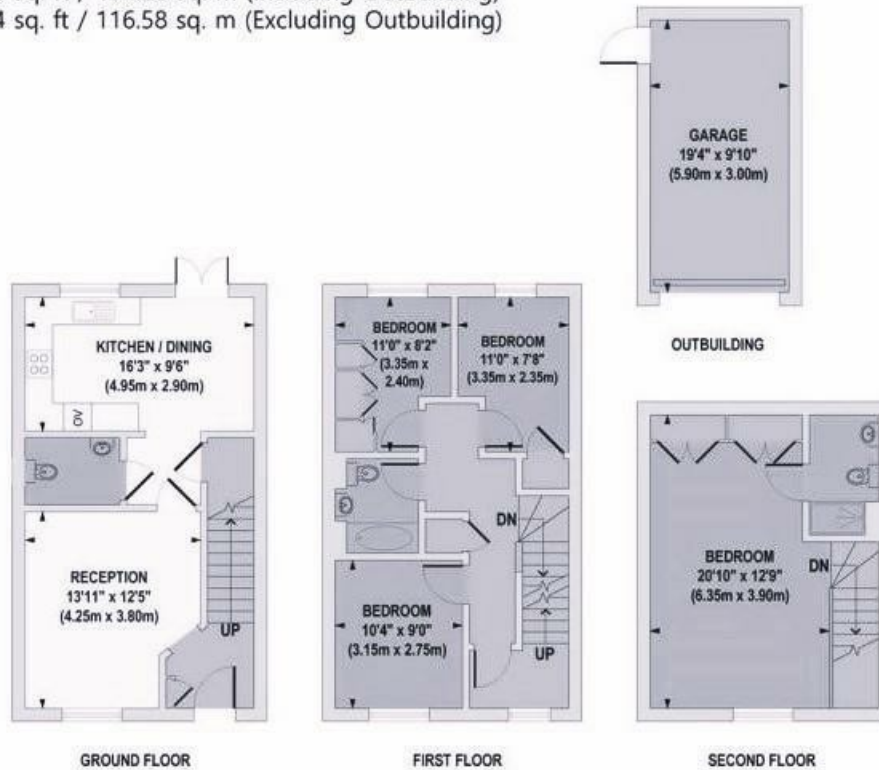 4 sq. ft / 116.58 sq. m (Excluding Outbuilding)
GARAGE
19'4" x 9'10"
(5.90m x 3.00m)
OUTBUILDING
KITCHEN / DINING
16'3" x 9'6"
(4.95m x 2.90m)
OV
RECEPTION
13'11" x 12'5"
(4.25m x 3.80m)
UP
GROUND FLOOR
BEDROOM
11'0" x 8'2"
(3.35m x
2.40m)
BEDROOM
11'0" x 7'8"
(3.35m x 2.35m)
DN
BEDROOM
10'4" x 9'0"
(3.15m x 2.75m)
UP
FIRST FLOOR
BEDROOM
20'10" x 12'9"
(6.35m x 3.90m)
DN
SECOND FLOOR